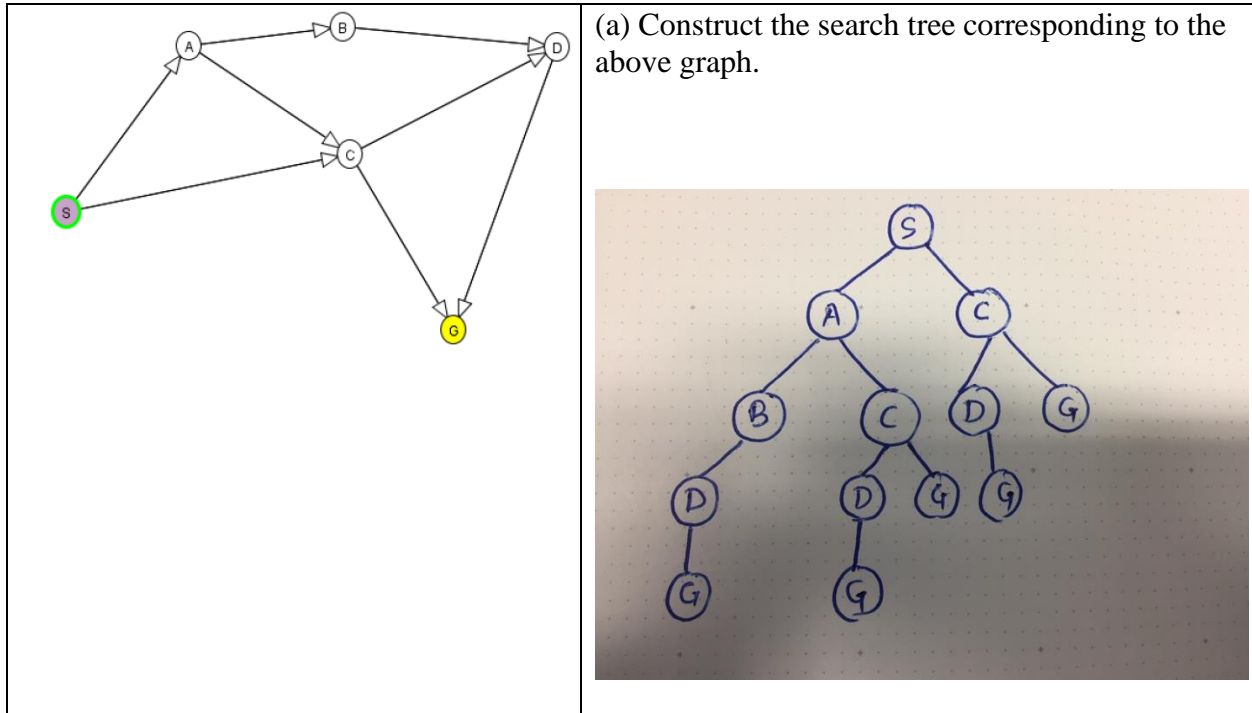 A
B
D
C
S
G
(a) Construct the search tree corresponding to the
above graph.
S
A C
B C D G
D D G G
G G